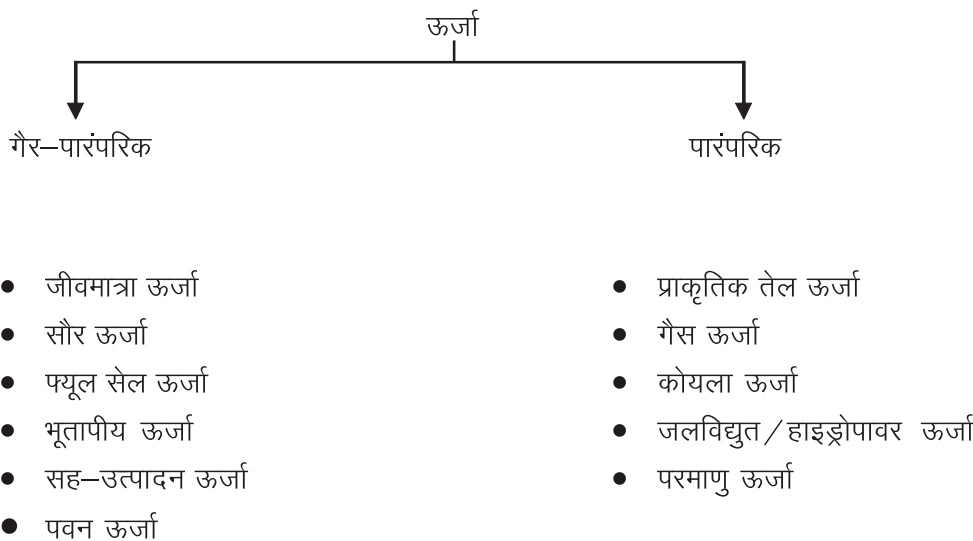 ऊर्जा
गैर–पारंपरिक
पारंपरिक
• जीवमात्रा ऊर्जा
• सौर ऊर्जा
• फ्यूल सेल ऊर्जा
• भूतापीय ऊर्जा
• सह–उत्पादन ऊर्जा
• पवन ऊर्जा
• प्राकृतिक तेल ऊर्जा
• गैस ऊर्जा
• कोयला ऊर्जा
• जलविद्युत/हाइड्रोपावर ऊर्जा
• परमाणु ऊर्जा